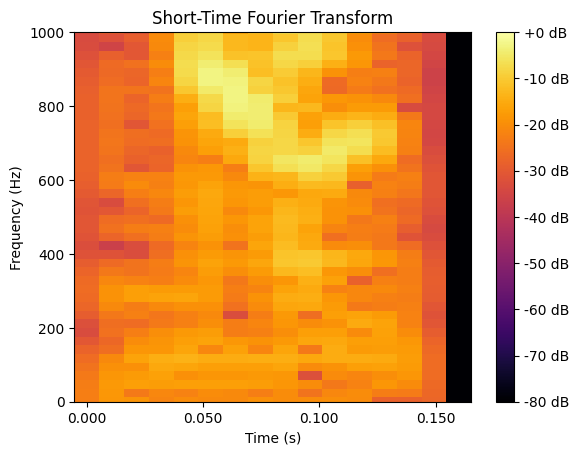 Short-Time Fourier Transform
1000
800
600
400
200
0
Frequency (Hz)
0.000
0.050
0.100
0.150
Time (s)
+0 dB
-10 dB
-20 dB
-30 dB
-40 dB
-50 dB
-60 dB
-70 dB
-80 dB